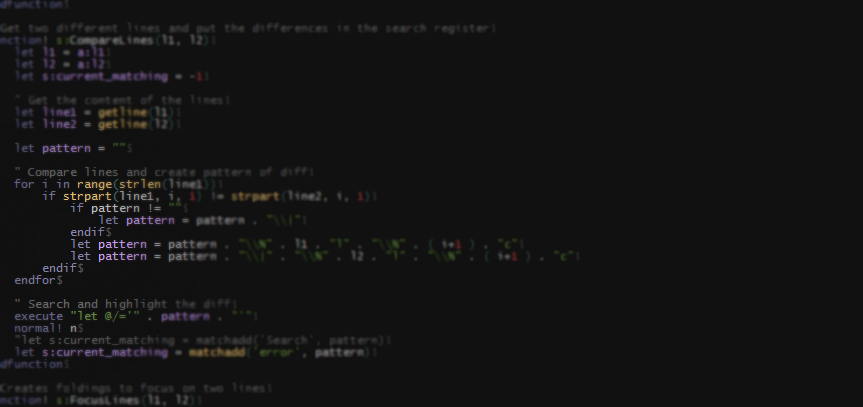 dfunction$
Get two different lines and put the differences in the search register$
nction! s:CompareLines(l1, l2)$
let l1 = a:l1$
let l2 = a:l2$
let s:current_matching = -1$
" Get the content of the lines$
let line1 = getline(l1)$
let line2 = getline(l2)$
let pattern = ""$
" Compare lines and create pattern of diff$
for i in range(strlen(line1))$
if strpart(line1, i, 1) != strpart(line2, i, 1)$
if pattern != ""$
let pattern = pattern . "\\|"$
endif$
let pattern = pattern . "\\%" . l1 . "l" . "\\%" . ( i+1 ) . "c"$
let pattern = pattern . "\\|" . "\\%" . l2 . "l" . "\\%" . ( i+1 ) . "c"$
endif$
endfor$
" Search and highlight the diff$
execute "let @/='" . pattern . "'"$
normal! n$
"let s:current_matching = matchadd('Search', pattern)$
let s:current_matching = matchadd('error', pattern)$
dfunction$
Creates foldings to focus on two lines$
nction! s:FocusLines(l1, l2)$